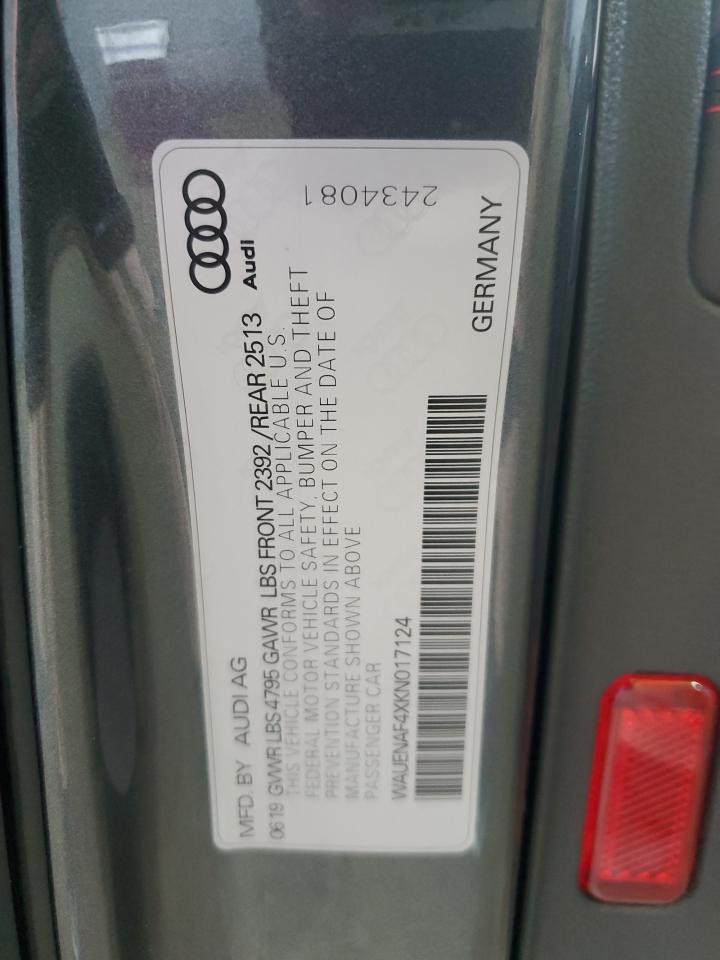 MFD. BY AUDI AG
Audi
06 19 GVWR LBS 4795 GAWR LBS FRONT 2392 /REAR 2513
THIS VEHICLE CONFORMS TO ALL APPLICABLE U.S.
FEDERAL MOTOR VEHICLE SAFETY, BUMPER AND THEFT
PREVENTION STANDARDS IN EFFECT ON THE DATE OF
MANUFACTURE SHOWN ABOVE
PASSENGER CAR
WAUENAF4XKN017124
GERMANY
2434081